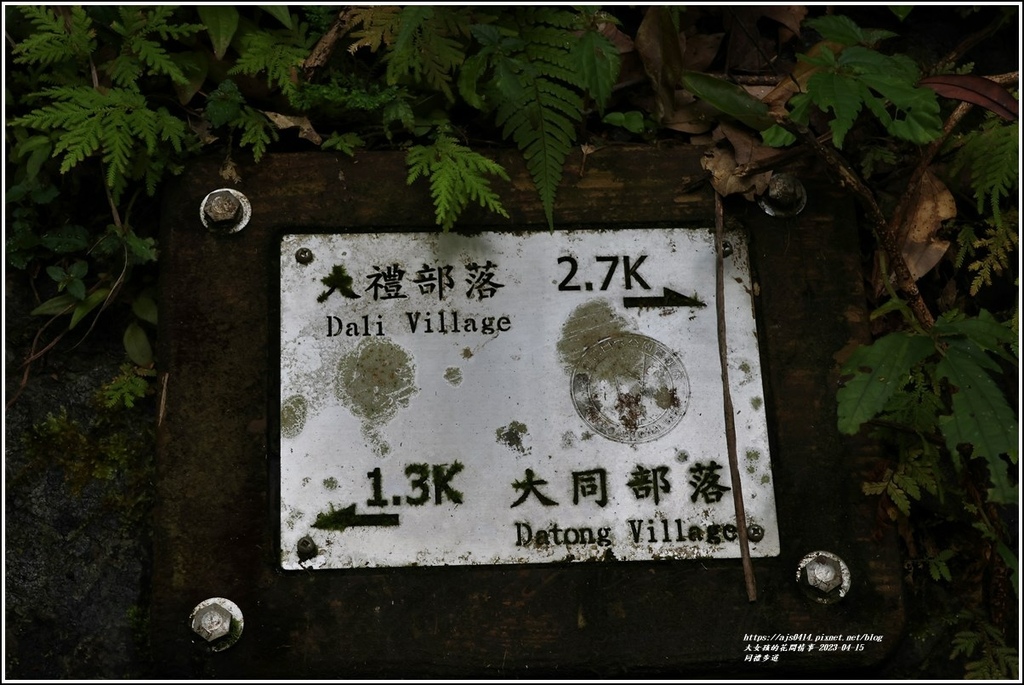 大禮部落 2.7K
Dali Village
1.3K 大同部落
Datong Village
https://ajs0414.pixnet.net/blog
大女孩的花間情事-2023-04-15
同禮步道